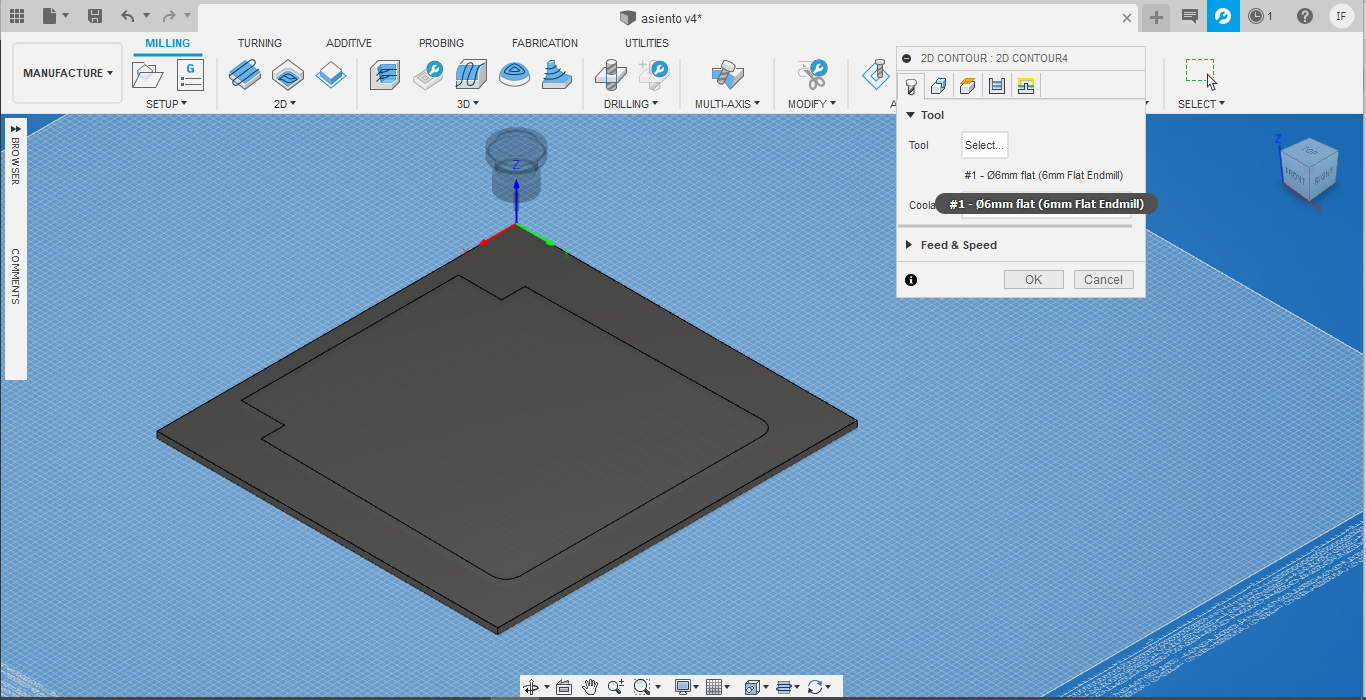 asiento v4*
1
IF
MANUFACTURE
MILLING
TURNING
ADDITIVE
PROBING
FABRICATION
UTILITIES
G
SETUP
2D
3D
DRILLING
MULTI-AXIS
MODIFY
A
SELECT
BROWSER
COMMENTS
2D CONTOUR : 2D CONTOUR4
Tool
Tool
Select...
#1 - Ø6mm flat (6mm Flat Endmill)
Coola
#1 - Ø6mm flat (6mm Flat Endmill)
Feed & Speed
OK
Cancel
Z
Z
TOP
FRONT
RIGHT
X